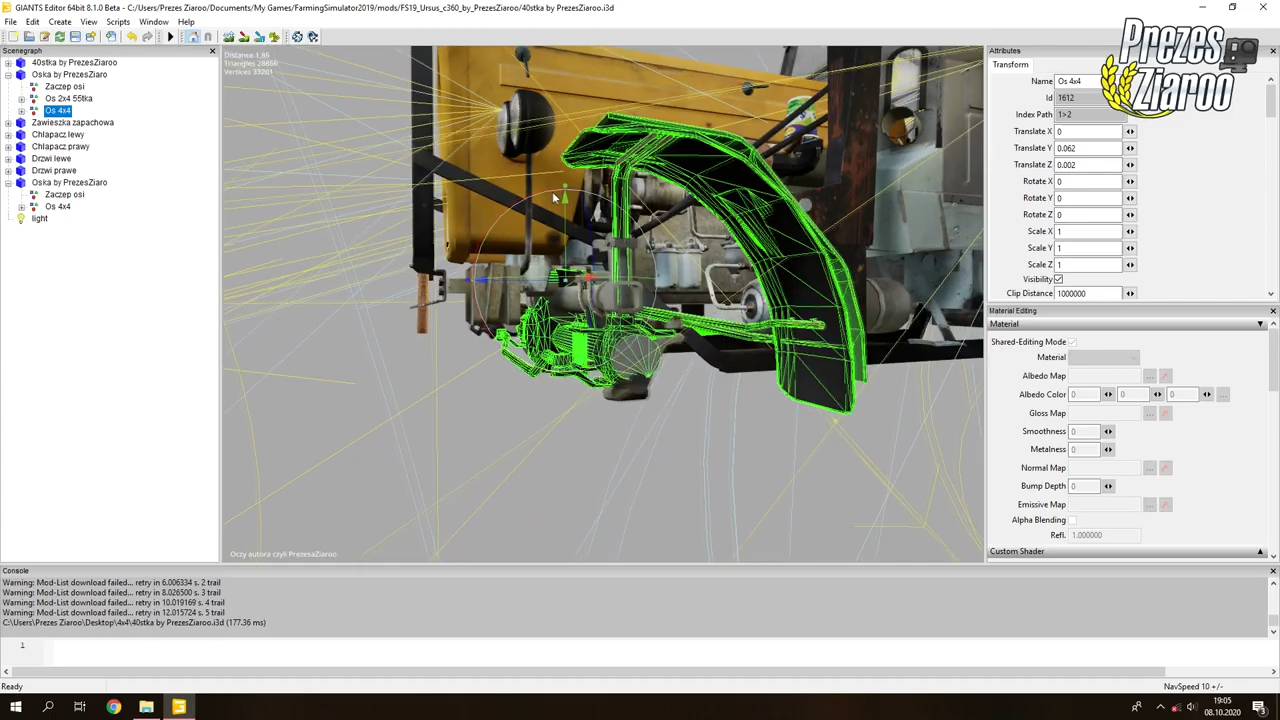 GIANTS Editor 64bit 8.1.0 Beta - C:/Users/Prezes Ziaroo/Documents/My Games/FarmingSimulator2019/mods/FS19_Ursus_c360_by_PrezesZiaroo/40stka by PrezesZiaroo.i3d
File Edit Create View Scripts Window Help
Scenegraph
40stka by PrezesZiaroo
Oska by PrezesZiaro
Zaczep osi
Os 2x4 55tka
Os 4x4
Zawieszka zapachowa
Chlapacz lewy
Chlapacz prawy
Drzwi lewe
Drzwi prawe
Oska by PrezesZiaro
Zaczep osi
Os 4x4
light
Distance 1,85
Triangles 28856
Vertices 33201
Oczy autora czyli PrezesaZiaroo
Prezes
Ziaroo
Attributes
Transform
Name Os 4x4
Id 1612
Index Path 1>2
Translate X 0
Translate Y 0.062
Translate Z 0.002
Rotate X 0
Rotate Y 0
Rotate Z 0
Scale X 1
Scale Y 1
Scale Z 1
Visibility
Clip Distance 1000000
Material Editing
Material
Shared-Editing Mode
Material
Albedo Map ...
Albedo Color 0 0 0 ...
Gloss Map ...
Smoothness 0
Metalness 0
Normal Map ...
Bump Depth 0
Emissive Map ...
Alpha Blending
Refl. 1.000000
Custom Shader
Console
Warning: Mod-List download failed... retry in 6.006334 s. 2 trail
Warning: Mod-List download failed... retry in 8.026500 s. 3 trail
Warning: Mod-List download failed... retry in 10.019169 s. 4 trail
Warning: Mod-List download failed... retry in 12.015724 s. 5 trail
C:\Users\Prezes Ziaroo\Desktop\4x4\40stka by PrezesZiaroo.i3d (177.36 ms)
1
Ready
NavSpeed 10 +/-
19:05
08.10.2020